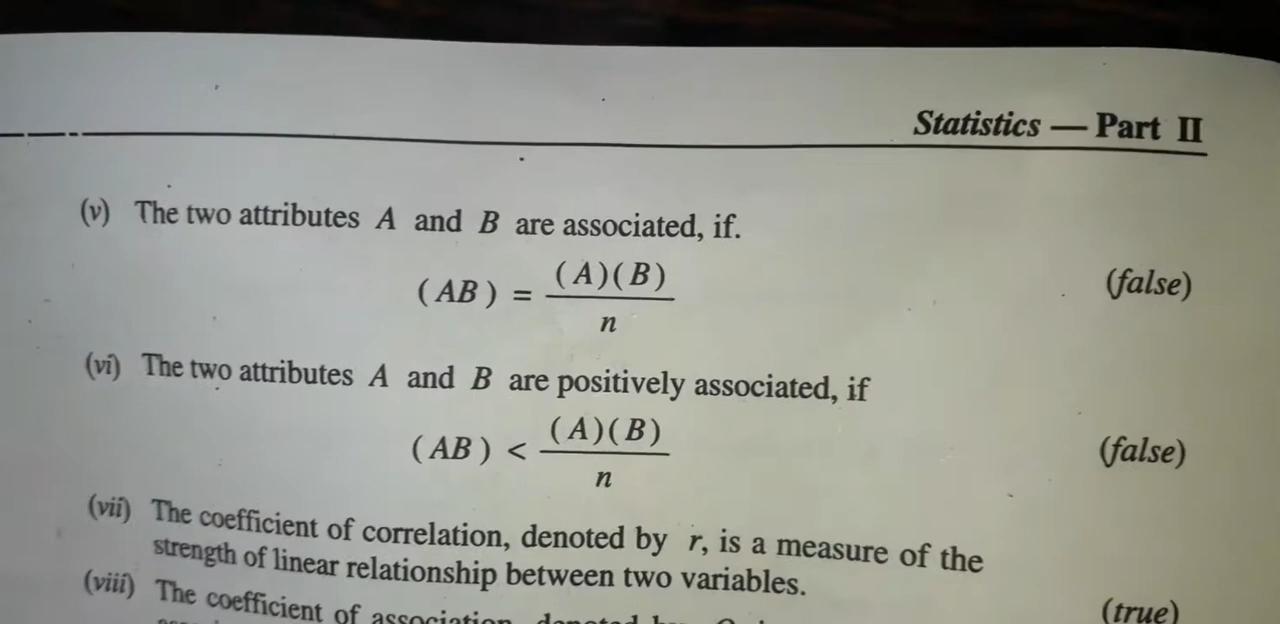 Statistics — Part II
(v) The two attributes A and B are associated, if.
(AB) = (A)(B) / n (false)
(vi) The two attributes A and B are positively associated, if
(AB) < (A)(B) / n (false)
(vii) The coefficient of correlation, denoted by r, is a measure of the
strength of linear relationship between two variables.
(true)
(viii) The coefficient of association, denoted